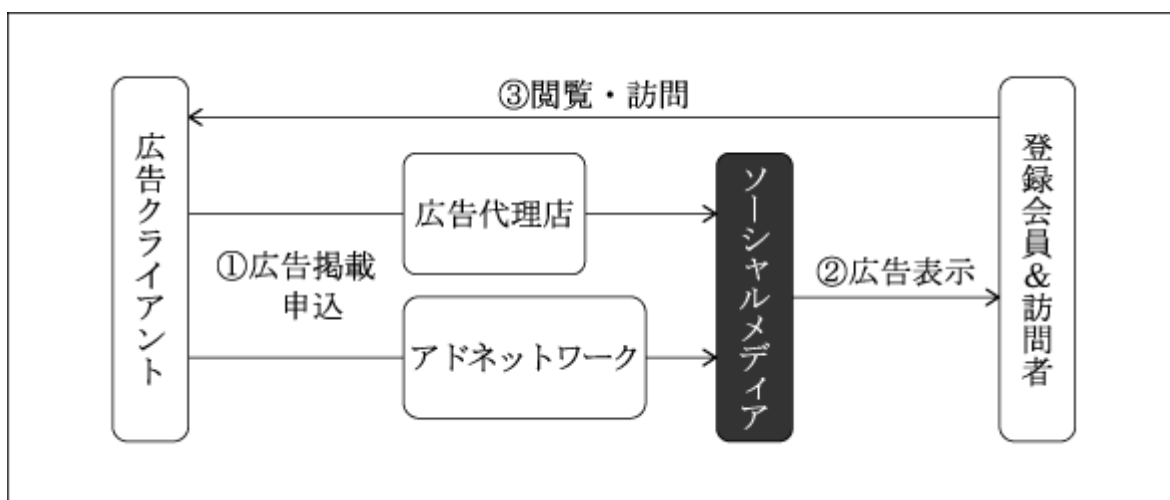 ③閲覧・訪問
広告クライアント
広告代理店
①広告掲載
申込
アドネットワーク
ソーシャルメディア
②広告表示
登録会員&訪問者